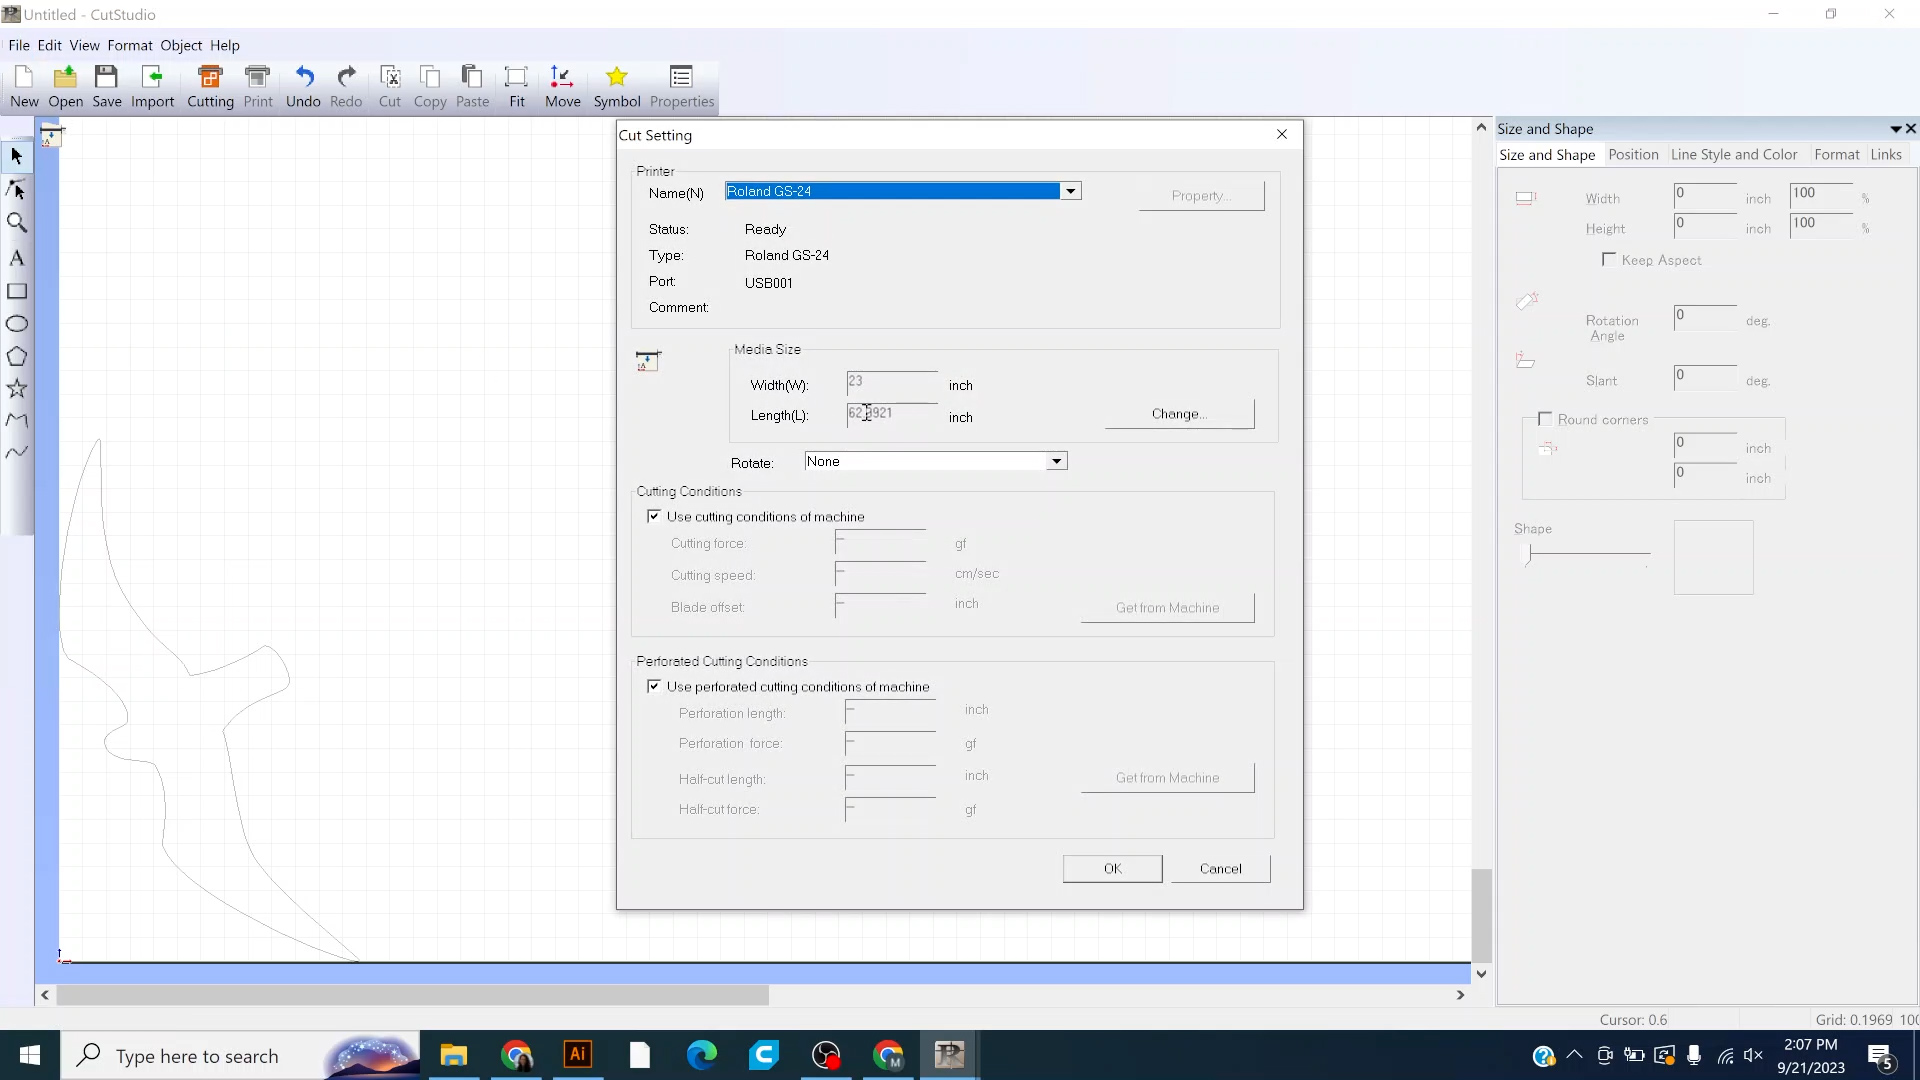 Untitled - CutStudio
File Edit View Format Object Help
New Open Save Import Cutting Print Undo Redo Cut Copy Paste Fit Move Symbol Properties
Cut Setting
Printer
Name(N) Roland GS-24
Property...
Status: Ready
Type: Roland GS-24
Port: USB001
Comment:
Media Size
Width(W): 23 inch
Length(L): inch
Change...
Rotate: None
Cutting Conditions
Use cutting conditions of machine
Cutting force: gf
Cutting speed: cm/sec
Blade offset: inch
Get from Machine
Perforated Cutting Conditions
Use perforated cutting conditions of machine
Perforation length: inch
Perforation force: gf
Half-cut length: inch
Get from Machine
Half-cut force: gf
OK Cancel
Size and Shape
Size and Shape Position Line Style and Color Format Links
Width 0 inch 100 %
Height 0 inch 100 %
Keep Aspect
Rotation
Angle
0 deg.
Slant 0 deg.
Round corners
0 inch
0 inch
Shape
Cursor: 0.6
Grid: 0.1969 100
Type here to search
Ai
M
2:07 PM
9/21/2023
5